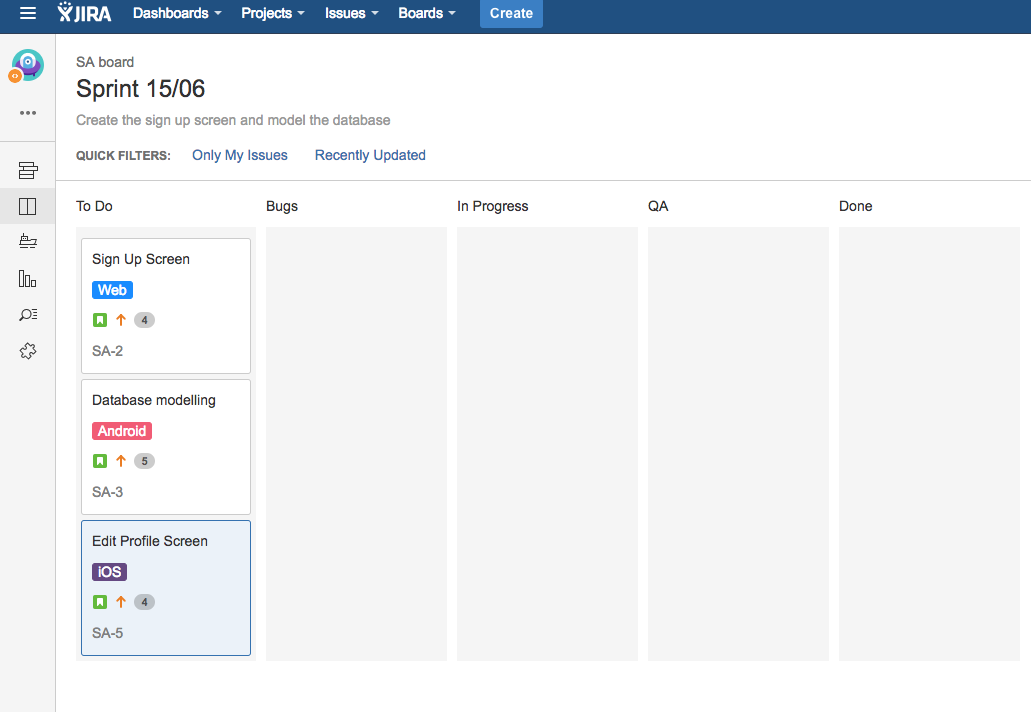 JIRA Dashboards Projects Issues Boards Create
SA board
Sprint 15/06
Create the sign up screen and model the database
QUICK FILTERS: Only My Issues Recently Updated
To Do Bugs In Progress QA Done
Sign Up Screen
Web
4
SA-2
Database modelling
Android
5
SA-3
Edit Profile Screen
iOS
4
SA-5